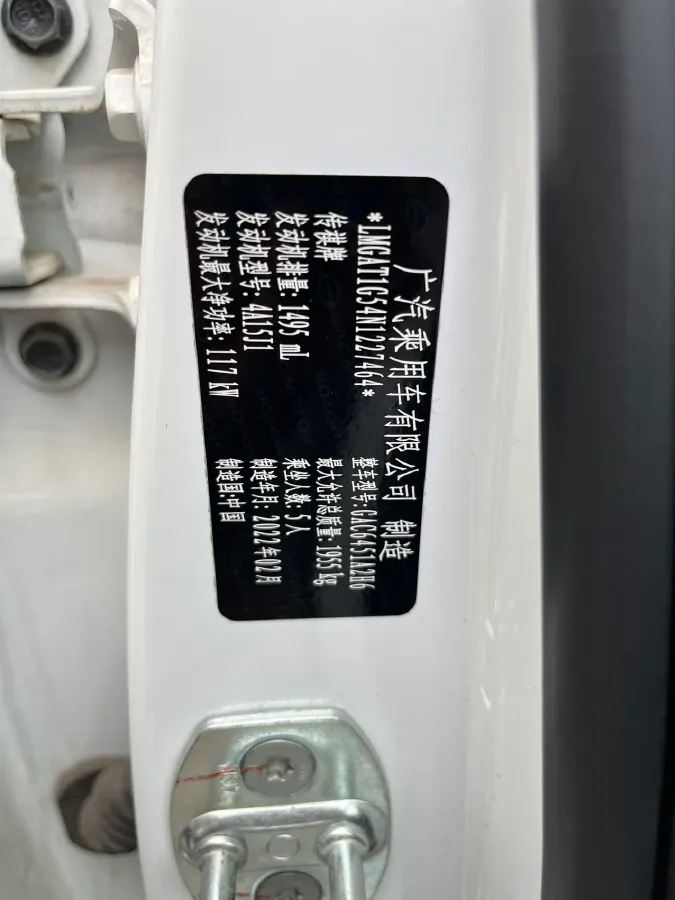 广汽乘用车有限公司 制造
*LMGAT1G54N1227464* 整车型号:GAC6451A2H6
传祺牌 最大允许总质量:1955 kg
发动机排量:1495 mL 乘坐人数:5人
发动机型号:4A15J1 制造年月:2022年02月
发动机最大净功率:117 kW 制造国:中国